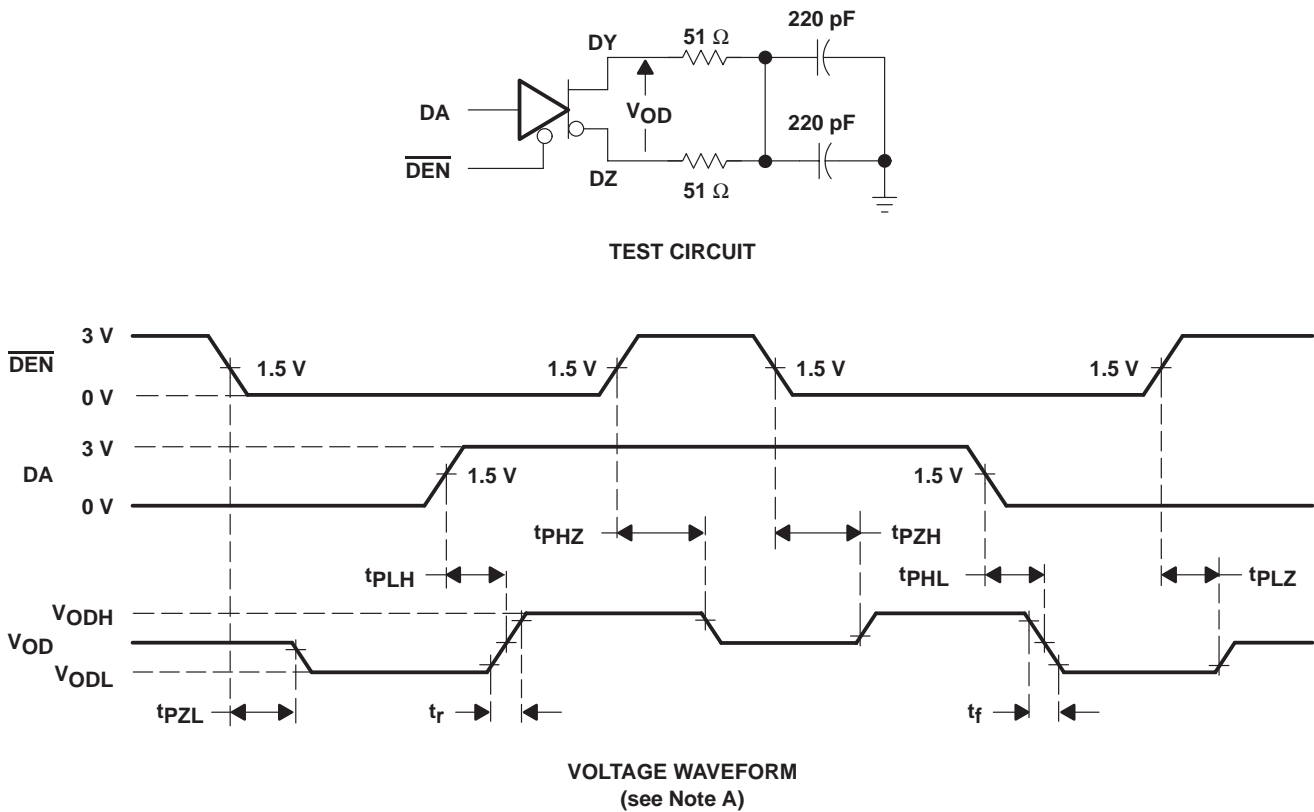 220 pF
51 Ω
DY
DA
VOD
220 pF
DEN
DZ
51 Ω
TEST CIRCUIT
3 V
DEN
1.5 V
1.5 V
1.5 V
1.5 V
0 V
3 V
DA
1.5 V
1.5 V
0 V
tPHZ
tPZH
tPLH
tPHL
tPLZ
VODH
VOD
VODL
tPZL
tr
tf
VOLTAGE WAVEFORM
(see Note A)